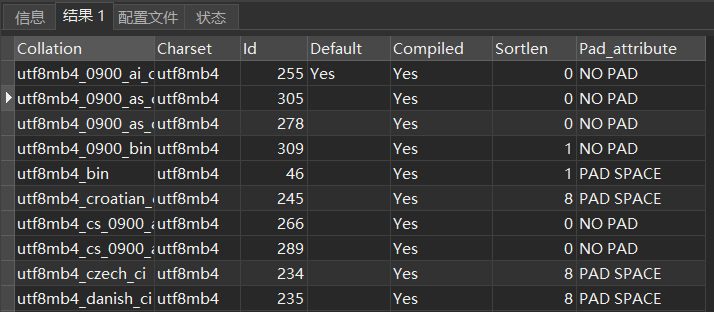 信息 结果 1 配置文件 状态
Collation Charset Id Default Compiled Sortlen Pad_attribute
utf8mb4_0900_ai_c utf8mb4 255 Yes Yes 0 NO PAD
utf8mb4_0900_as_c utf8mb4 305 Yes 0 NO PAD
utf8mb4_0900_as_c utf8mb4 278 Yes 0 NO PAD
utf8mb4_0900_bin utf8mb4 309 Yes 1 NO PAD
utf8mb4_bin utf8mb4 46 Yes 1 PAD SPACE
utf8mb4_croatian_c utf8mb4 245 Yes 8 PAD SPACE
utf8mb4_cs_0900_a utf8mb4 266 Yes 0 NO PAD
utf8mb4_cs_0900_a utf8mb4 289 Yes 0 NO PAD
utf8mb4_czech_ci utf8mb4 234 Yes 8 PAD SPACE
utf8mb4_danish_ci utf8mb4 235 Yes 8 PAD SPACE